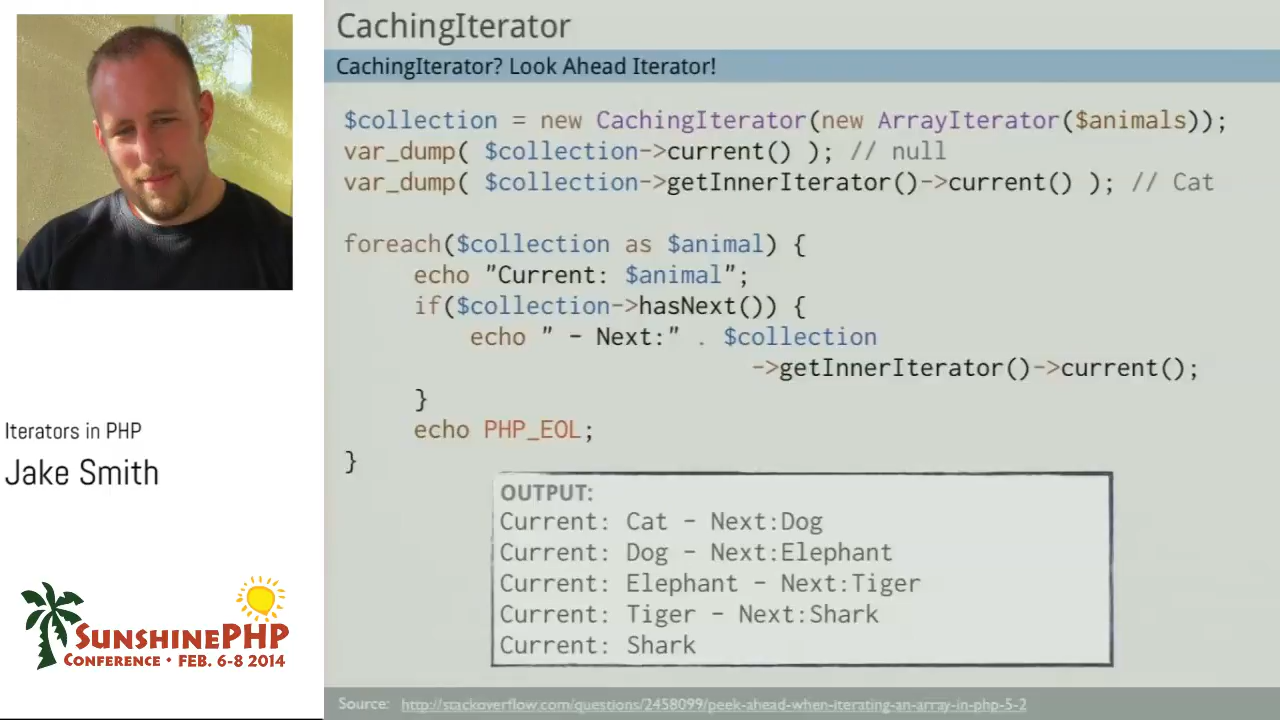 CachingIterator
CachingIterator? Look Ahead Iterator!
$collection = new CachingIterator(new ArrayIterator($animals));
var_dump( $collection->current() ); // null
var_dump( $collection->getInnerIterator()->current() ); // Cat
foreach($collection as $animal) {
echo "Current: $animal";
if($collection->hasNext()) {
echo " - Next:" . $collection
->getInnerIterator()->current();
}
echo PHP_EOL;
}
OUTPUT:
Current: Cat - Next:Dog
Current: Dog - Next:Elephant
Current: Elephant - Next:Tiger
Current: Tiger - Next:Shark
Current: Shark
Source: http://stackoverflow.com/questions/2458099/peek-ahead-when-iterating-an-array-in-php-5-2
Iterators in PHP
Jake Smith
SUNSHINEPHP
CONFERENCE • FEB. 6-8 2014